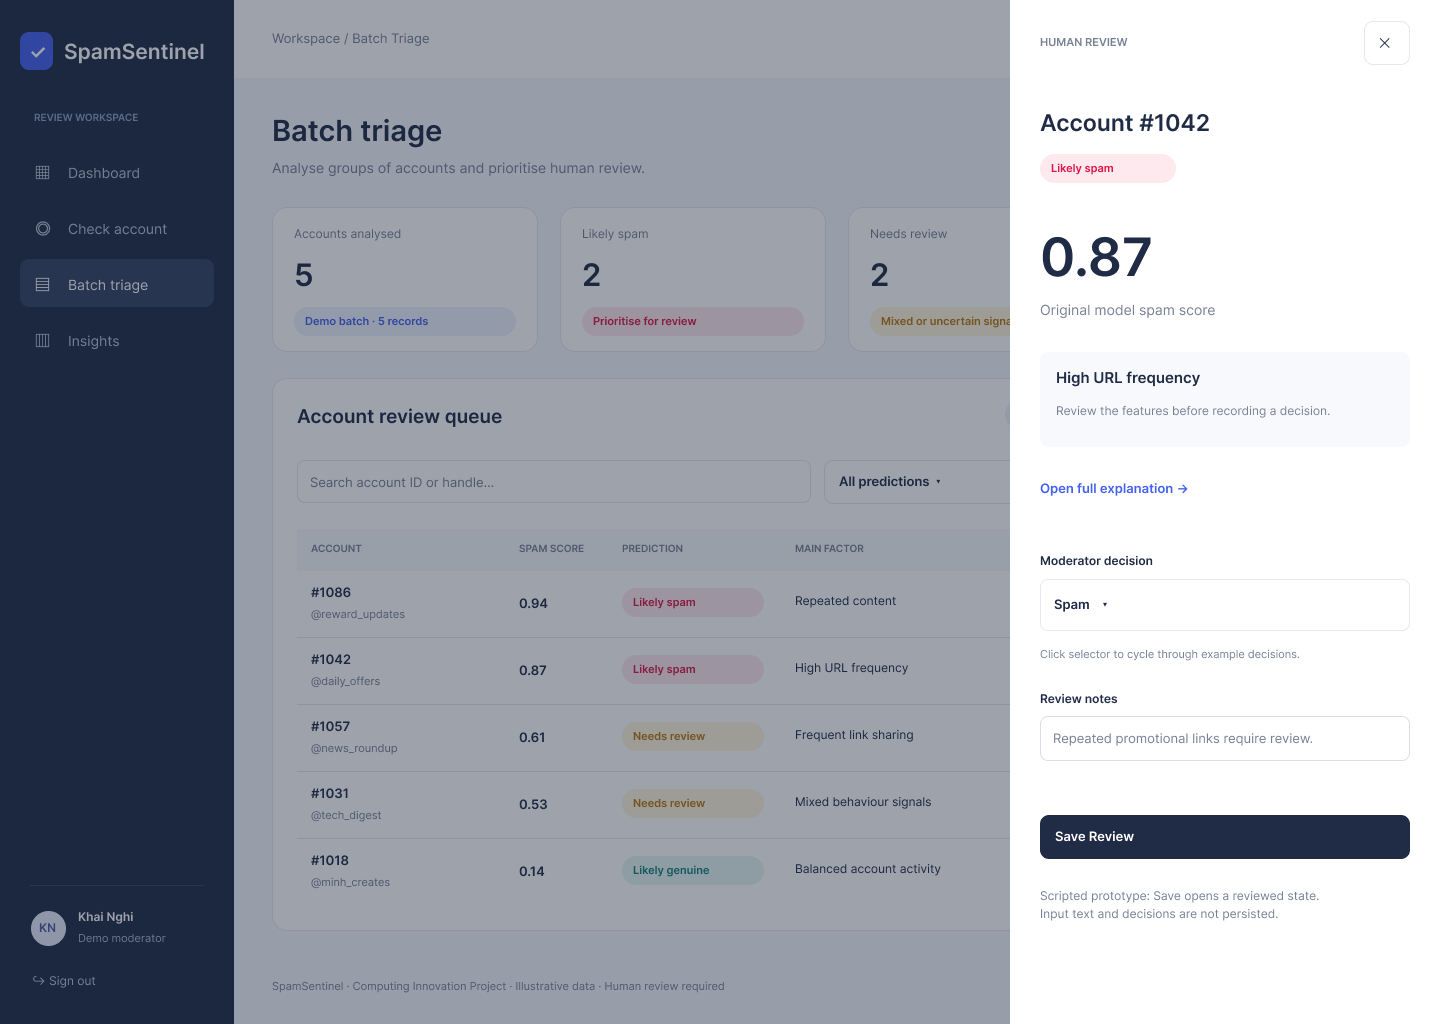 SpamSentinel
REVIEW WORKSPACE
Dashboard
Check account
Batch triage
Insights
KN
Khai Nghi
Demo moderator
↪ Sign out
Workspace / Batch Triage
Batch triage
Analyse groups of accounts and prioritise human review.
Accounts analysed
5
Demo batch · 5 records
Likely spam
2
Prioritise for review
Needs review
2
Mixed or uncertain signa
Account review queue
Search account ID or handle...
All predictions ▾
ACCOUNT SPAM SCORE PREDICTION MAIN FACTOR
#1086
@reward_updates
0.94
Likely spam
Repeated content
#1042
@daily_offers
0.87
Likely spam
High URL frequency
#1057
@news_roundup
0.61
Needs review
Frequent link sharing
#1031
@tech_digest
0.53
Needs review
Mixed behaviour signals
#1018
@minh_creates
0.14
Likely genuine
Balanced account activity
SpamSentinel · Computing Innovation Project · Illustrative data · Human review required
HUMAN REVIEW
Account #1042
Likely spam
0.87
Original model spam score
High URL frequency
Review the features before recording a decision.
Open full explanation →
Moderator decision
Spam ▾
Click selector to cycle through example decisions.
Review notes
Repeated promotional links require review.
Save Review
Scripted prototype: Save opens a reviewed state.
Input text and decisions are not persisted.